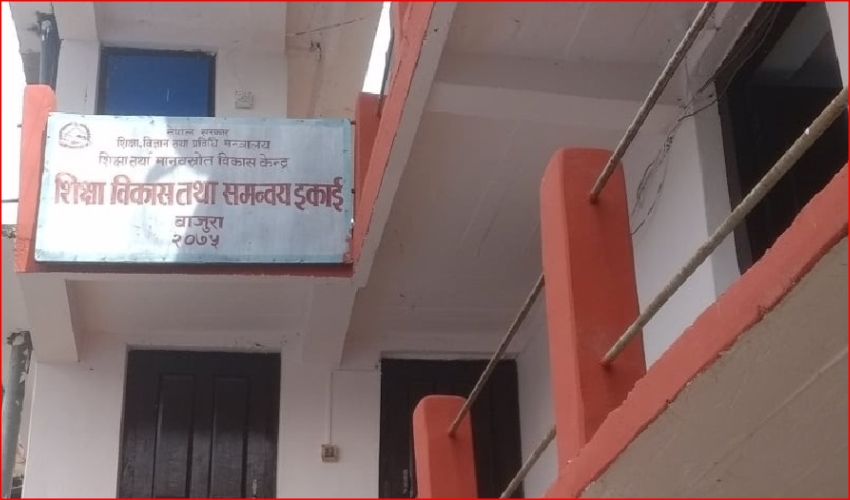 नेपाल सरकार
शिक्षा, विज्ञान तथा प्रविधि मन्त्रालय
शिक्षा तथा मानवस्रोत विकास केन्द्र
शिक्षा विकास तथा समन्वय इकाई
बाजुरा
२०७५